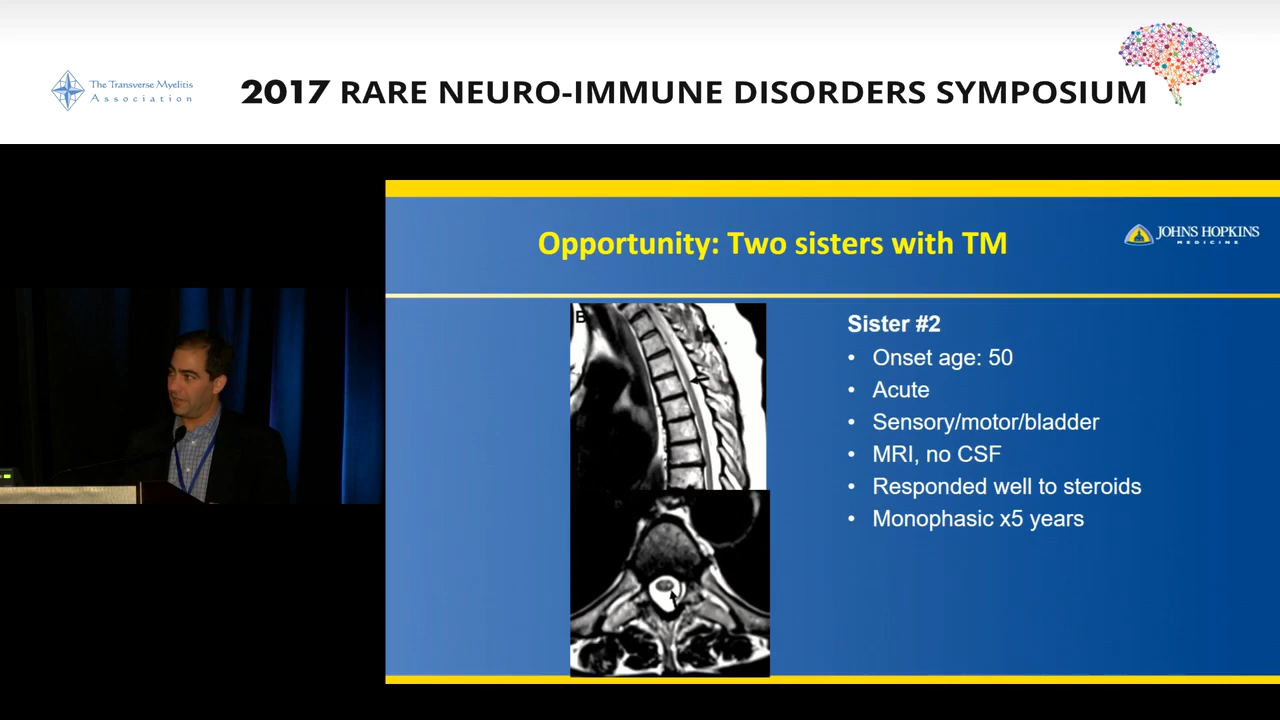 The Transverse Myelitis
Association
2017 RARE NEURO-IMMUNE DISORDERS SYMPOSIUM
Opportunity: Two sisters with TM
JOHNS HOPKINS
MEDICINE
B
Sister #2
• Onset age: 50
• Acute
• Sensory/motor/bladder
• MRI, no CSF
• Responded well to steroids
• Monophasic x5 years